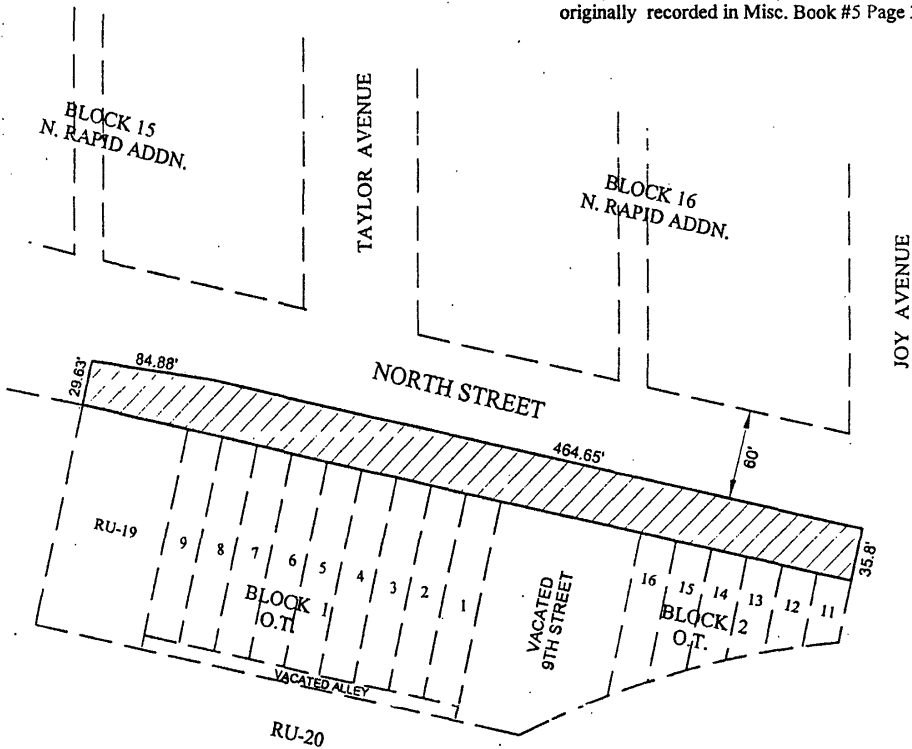 originally recorded in Misc. Book #5 Page
BLOCK 15
N. RAPID ADDN.
TAYLOR AVENUE
BLOCK 16
N. RAPID ADDN.
JOY AVENUE
29.63'
84.88'
NORTH STREET
464.65'
60'
35.8'
RU-19
9
8
7
6
5
4
3
2
1
BLOCK 1
O.T.
VACATED ALLEY
VACATED
9TH STREET
16
15
14
13
12
11
BLOCK 2
O.T.
RU-20